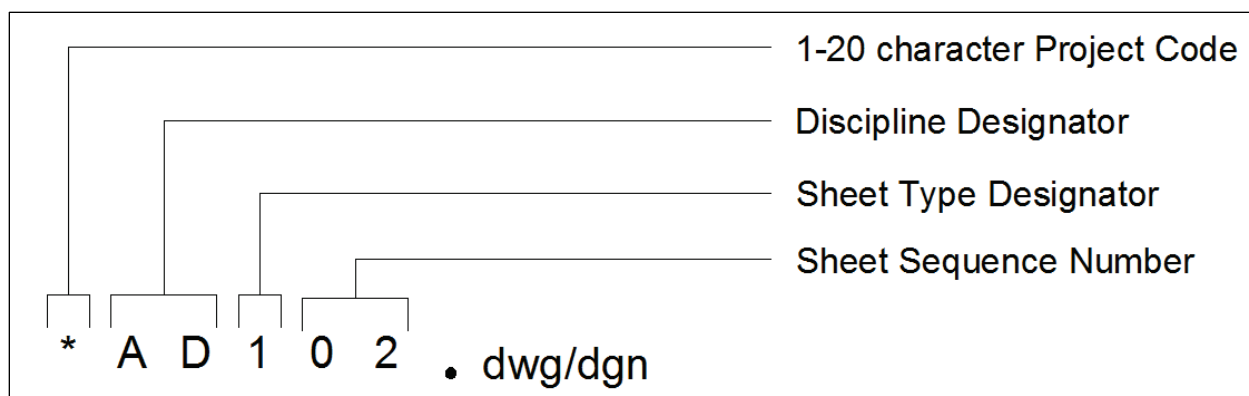 1-20 character Project Code
Discipline Designator
Sheet Type Designator
Sheet Sequence Number
* A D 1 0 2 . dwg/dgn